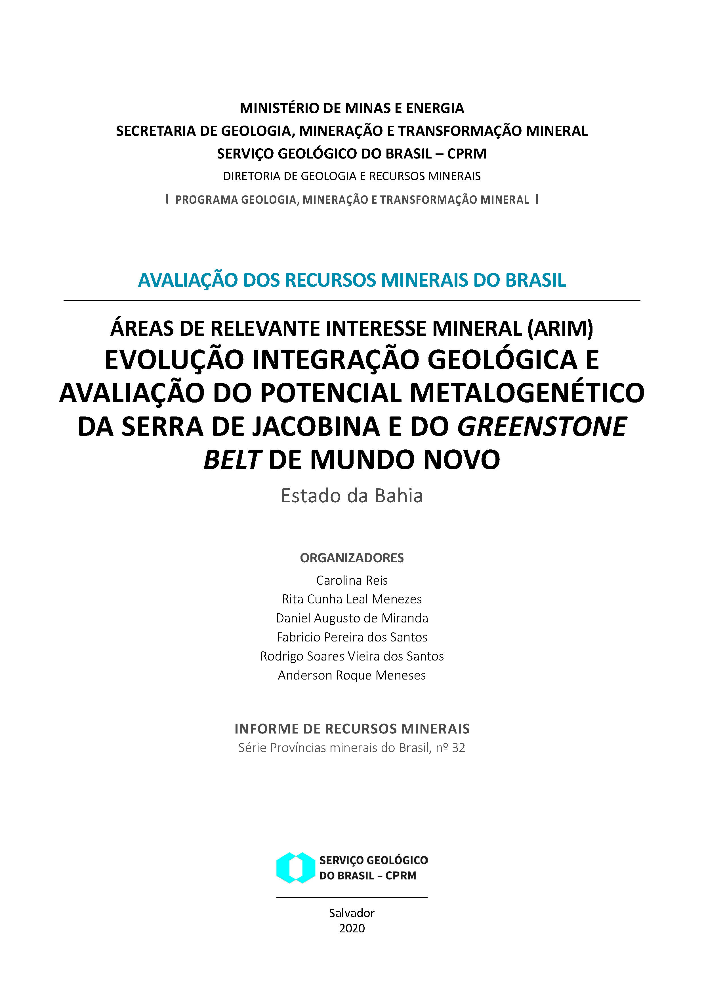 MINISTÉRIO DE MINAS E ENERGIA
SECRETARIA DE GEOLOGIA, MINERAÇÃO E TRANSFORMAÇÃO MINERAL
SERVIÇO GEOLÓGICO DO BRASIL – CPRM
DIRETORIA DE GEOLOGIA E RECURSOS MINERAIS
I PROGRAMA GEOLOGIA, MINERAÇÃO E TRANSFORMAÇÃO MINERAL I
AVALIAÇÃO DOS RECURSOS MINERAIS DO BRASIL
ÁREAS DE RELEVANTE INTERESSE MINERAL (ARIM)
EVOLUÇÃO INTEGRAÇÃO GEOLÓGICA E
AVALIAÇÃO DO POTENCIAL METALOGENÉTICO
DA SERRA DE JACOBINA E DO GREENSTONE
BELT DE MUNDO NOVO
Estado da Bahia
ORGANIZADORES
Carolina Reis
Rita Cunha Leal Menezes
Daniel Augusto de Miranda
Fabricio Pereira dos Santos
Rodrigo Soares Vieira dos Santos
Anderson Roque Meneses
INFORME DE RECURSOS MINERAIS
Série Províncias minerais do Brasil, nº 32
SERVIÇO GEOLÓGICO
DO BRASIL – CPRM
Salvador
2020